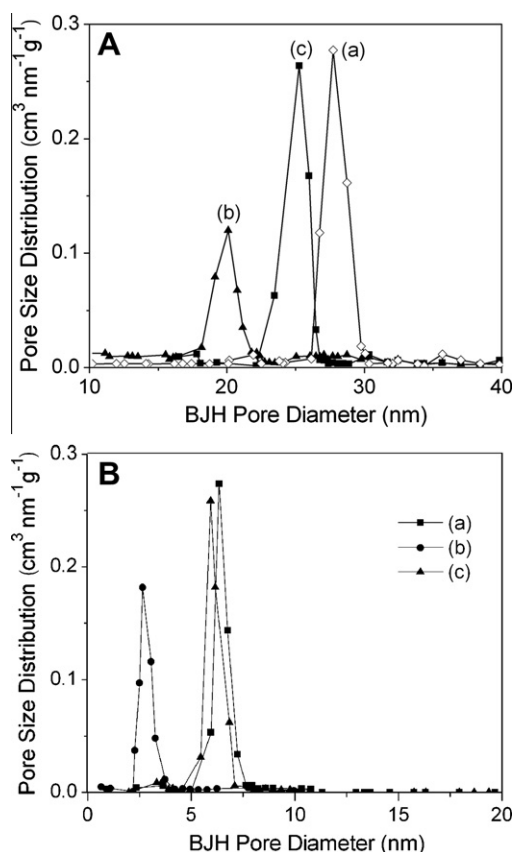 A
(c)
(a)
(b)
0.3
0.2
0.1
0.0
Pore Size Distribution (cm³ nm⁻¹g⁻¹)
10
20
30
40
BJH Pore Diameter (nm)
B
(a)
(b)
(c)
0.3
0.2
0.1
0.0
Pore Size Distribution (cm³ nm⁻¹g⁻¹)
0
5
10
15
20
BJH Pore Diameter (nm)